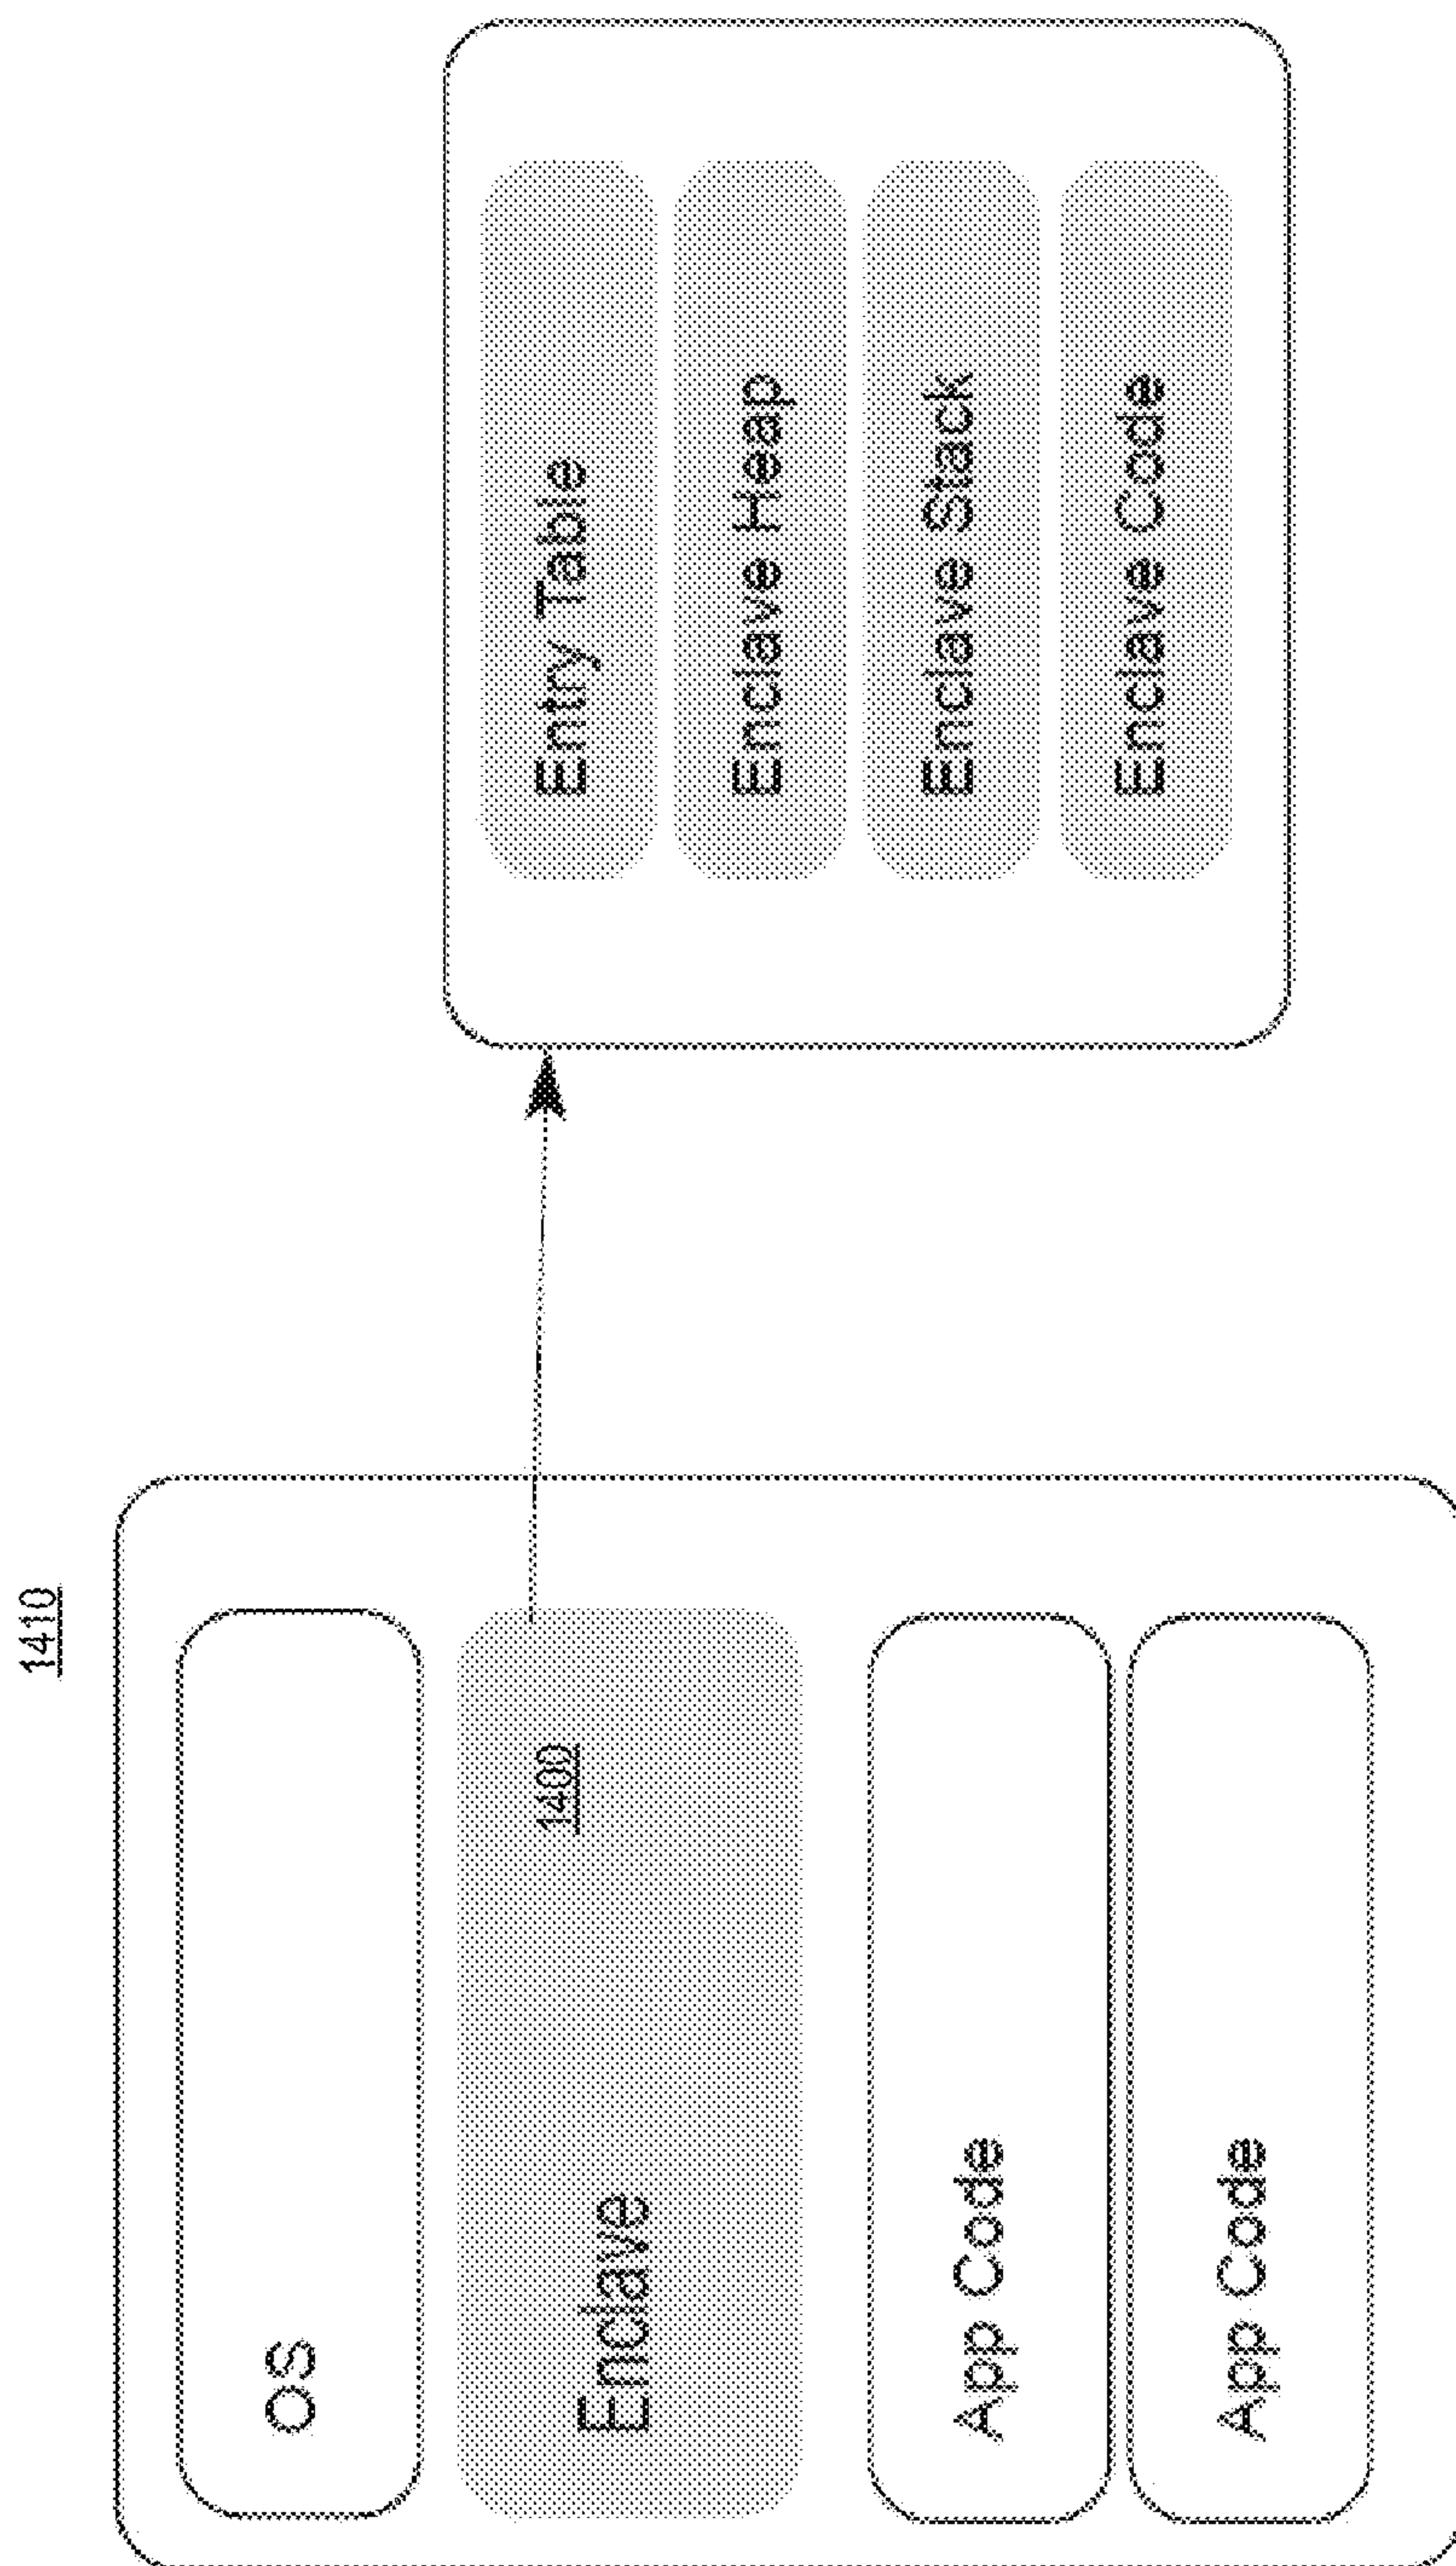 1410
OS
Enclave
1400
App Code
App Code
Entry Table
Enclave Heap
Enclave Stack
Enclave Code